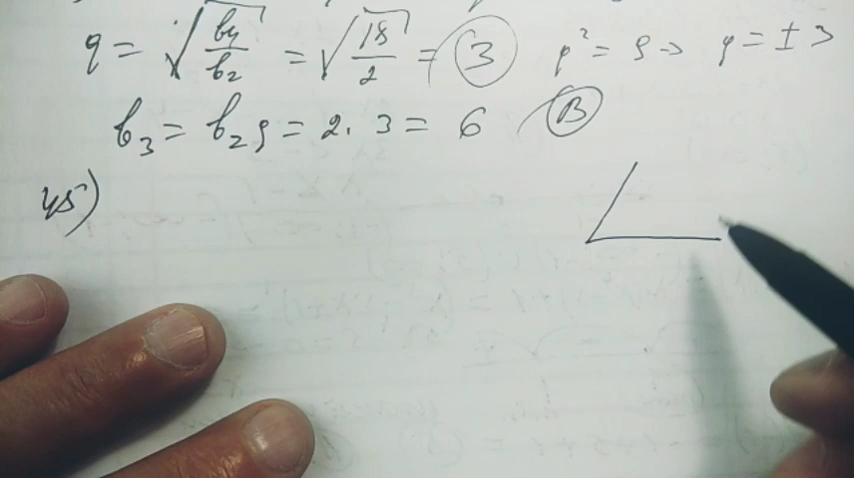 q = √(b₄/b₂) = √(18/2) = 3 q² = 9 => q = ± 3
b₃ = b₂q = 2 . 3 = 6 B
45)